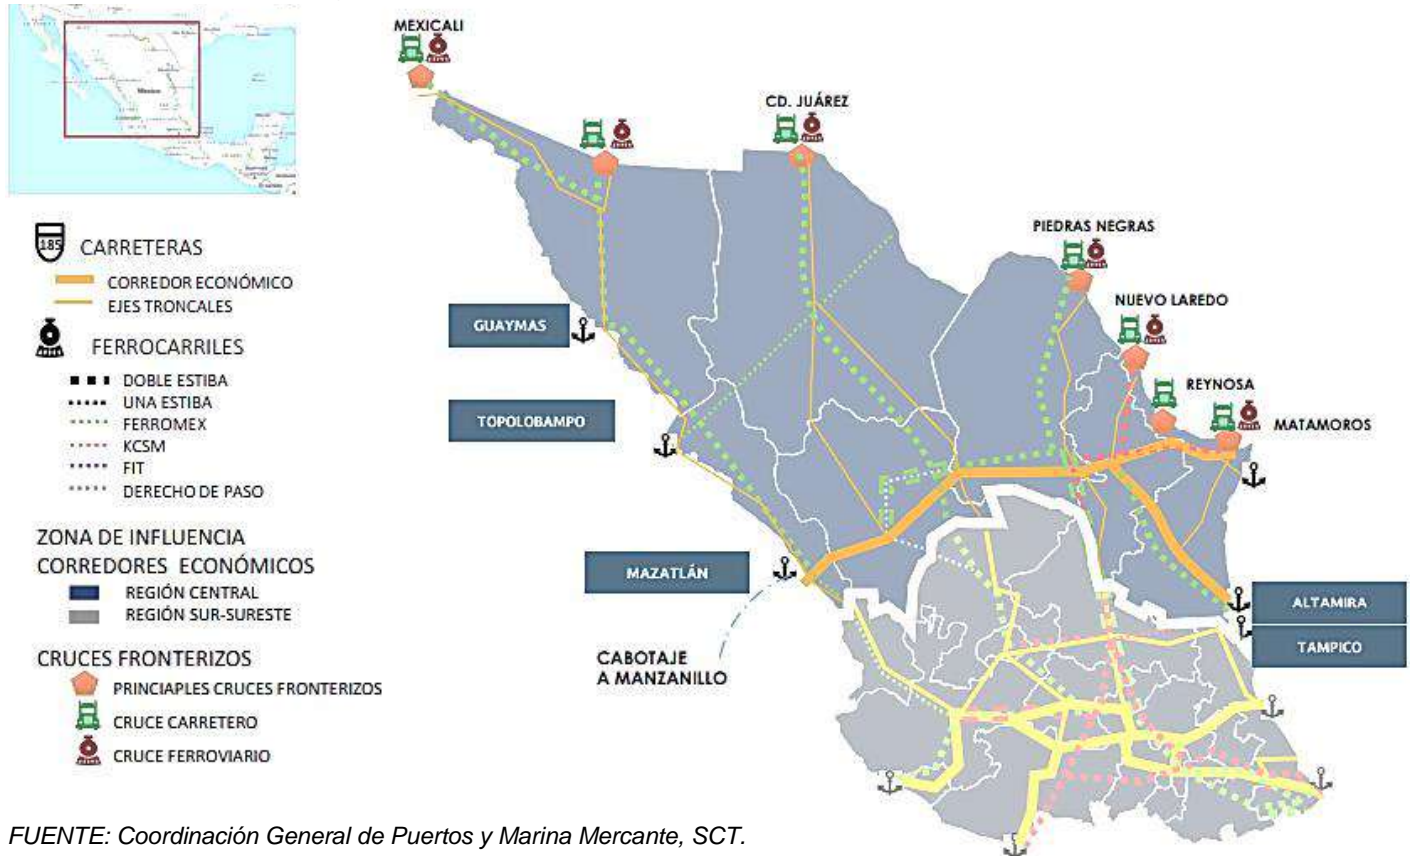 MEXICALI
CD. JUÁREZ
PIEDRAS NEGRAS
NUEVO LAREDO
REYNOSA
MATAMOROS
185
CARRETERAS
CORREDOR ECONÓMICO
EJES TRONCALES
FERROCARRILES
DOBLE ESTIBA
UNA ESTIBA
FERROMEX
KCSM
FIT
DERECHO DE PASO
ZONA DE INFLUENCIA
CORREDORES ECONÓMICOS
REGIÓN CENTRAL
REGIÓN SUR-SURESTE
CRUCES FRONTERIZOS
PRINCIAPLES CRUCES FRONTERIZOS
CRUCE CARRETERO
CRUCE FERROVIARIO
GUAYMAS
TOPOLOBAMPO
MAZATLÁN
CABOTAJE
A MANZANILLO
ALTAMIRA
TAMPICO
FUENTE: Coordinación General de Puertos y Marina Mercante, SCT.